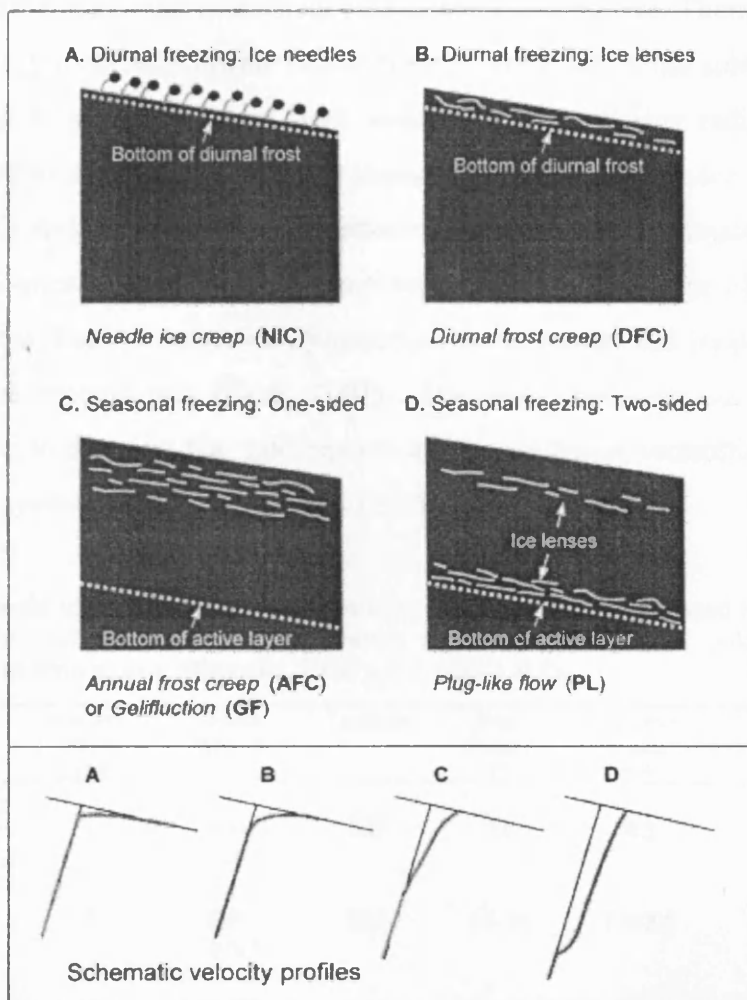 A. Diurnal freezing: Ice needles
Bottom of diurnal frost
Needle ice creep (NIC)
B. Diurnal freezing: Ice lenses
Bottom of diurnal frost
Diurnal frost creep (DFC)
C. Seasonal freezing: One-sided
Bottom of active layer
Annual frost creep (AFC)
or Gelifluction (GF)
D. Seasonal freezing: Two-sided
Ice lenses
Bottom of active layer
Plug-like flow (PL)
A
B
C
D
Schematic velocity profiles